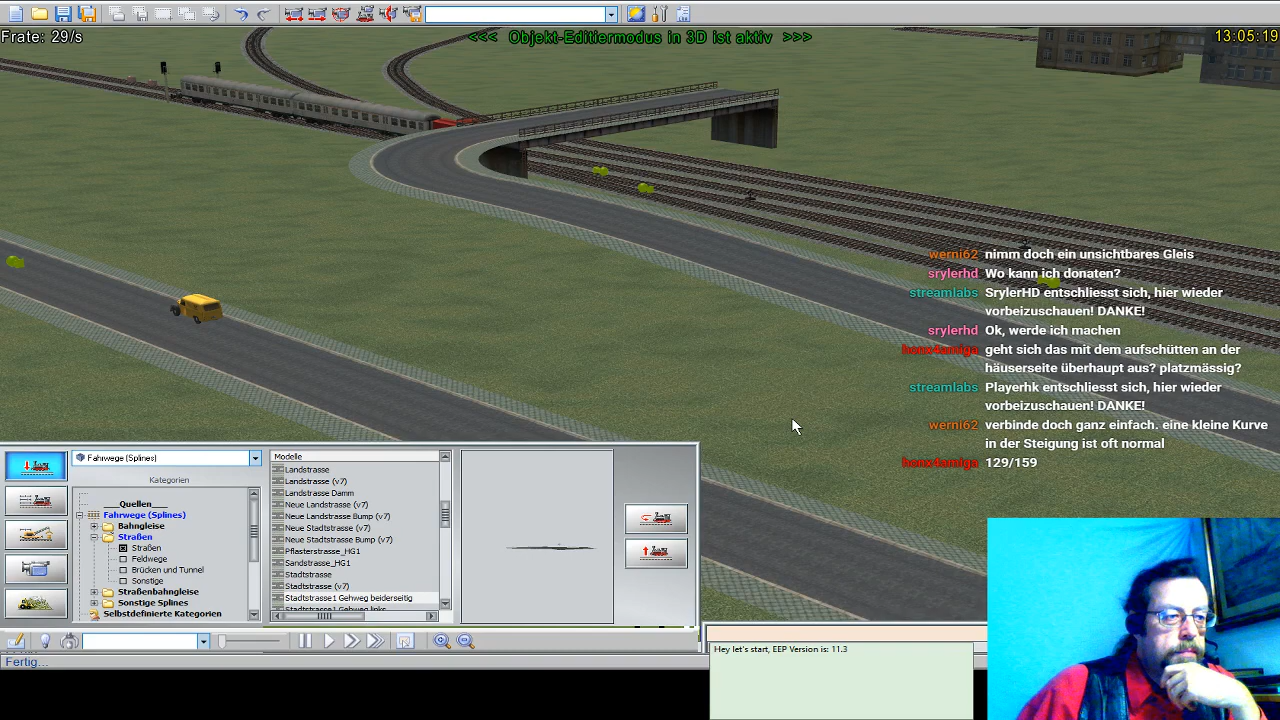 Frate: 29/s
<<< Objekt-Editiermodus in 3D ist aktiv >>>
13:05:19
werni62 nimm doch ein unsichtbares Gleis
srylerhd Wo kann ich donaten?
streamlabs SrylerHD entschliesst sich, hier wieder
vorbeizuschauen! DANKE!
srylerhd Ok, werde ich machen
honx4amiga geht sich das mit dem aufschütten an der
häuserseite überhaupt aus? platzmässig?
streamlabs Playerhk entschliesst sich, hier wieder
vorbeizuschauen! DANKE!
werni62 verbinde doch ganz einfach. eine kleine Kurve
in der Steigung ist oft normal
honx4amiga 129/159
Fahrwege (Splines)
Kategorien
__Quellen__
Fahrwege (Splines)
Bahngleise
Straßen
Straßen
Feldwege
Brücken und Tunnel
Sonstige
Straßenbahngleise
Sonstige Splines
Selbstdefinierte Kategorien
Modelle
Landstrasse
Landstrasse (v7)
Landstrasse Damm
Neue Landstrasse (v7)
Neue Landstrasse Bump (v7)
Neue Stadtstrasse (v7)
Neue Stadtstrasse Bump (v7)
Pflasterstrasse_HG1
Sandstrasse_HG1
Stadtstrasse
Stadtstrasse (v7)
Stadtstrasse1 Gehweg beiderseitig
Stadtstrasse1 Gehweg links
Fertig...
Hey let's start, EEP Version is: 11.3